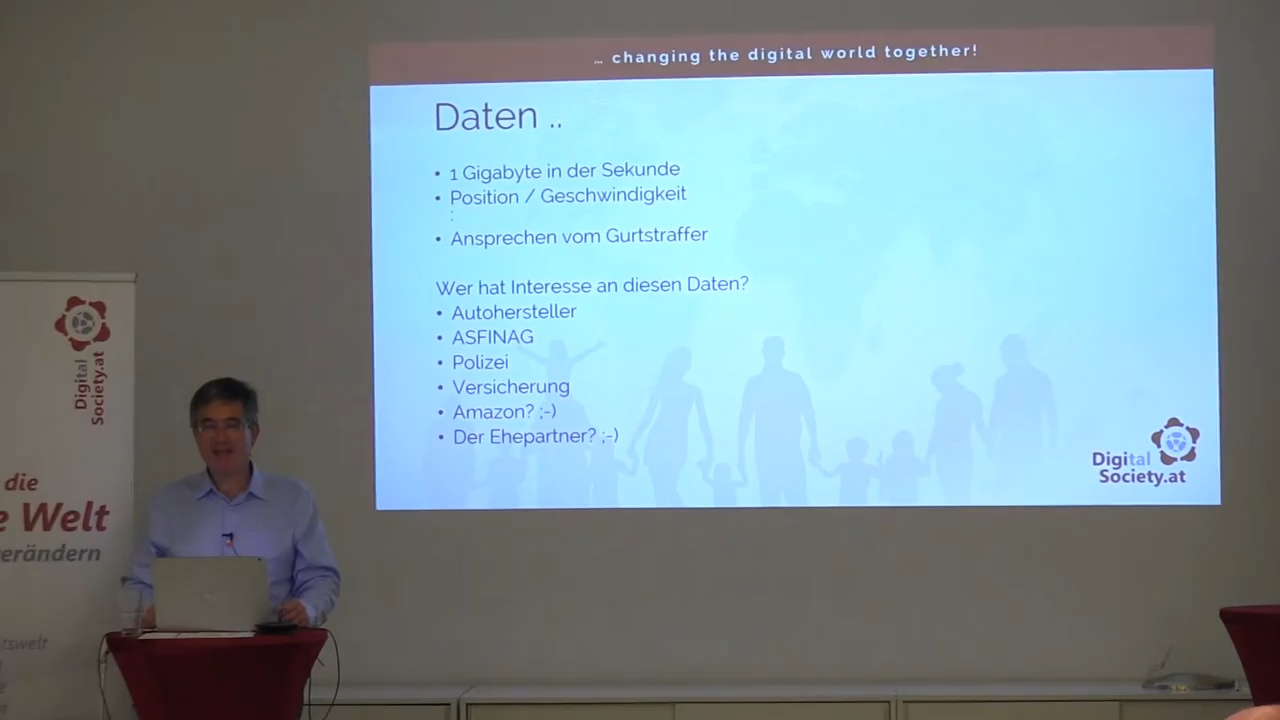 … changing the digital world together!
Daten ..
• 1 Gigabyte in der Sekunde
• Position / Geschwindigkeit
:
• Ansprechen vom Gurtstraffer
Wer hat Interesse an diesen Daten?
• Autohersteller
• ASFINAG
• Polizei
• Versicherung
• Amazon? ;-)
• Der Ehepartner? ;-)
Digital
Society.at
Digital
Society.at
die
e Welt
erändern
tswelt